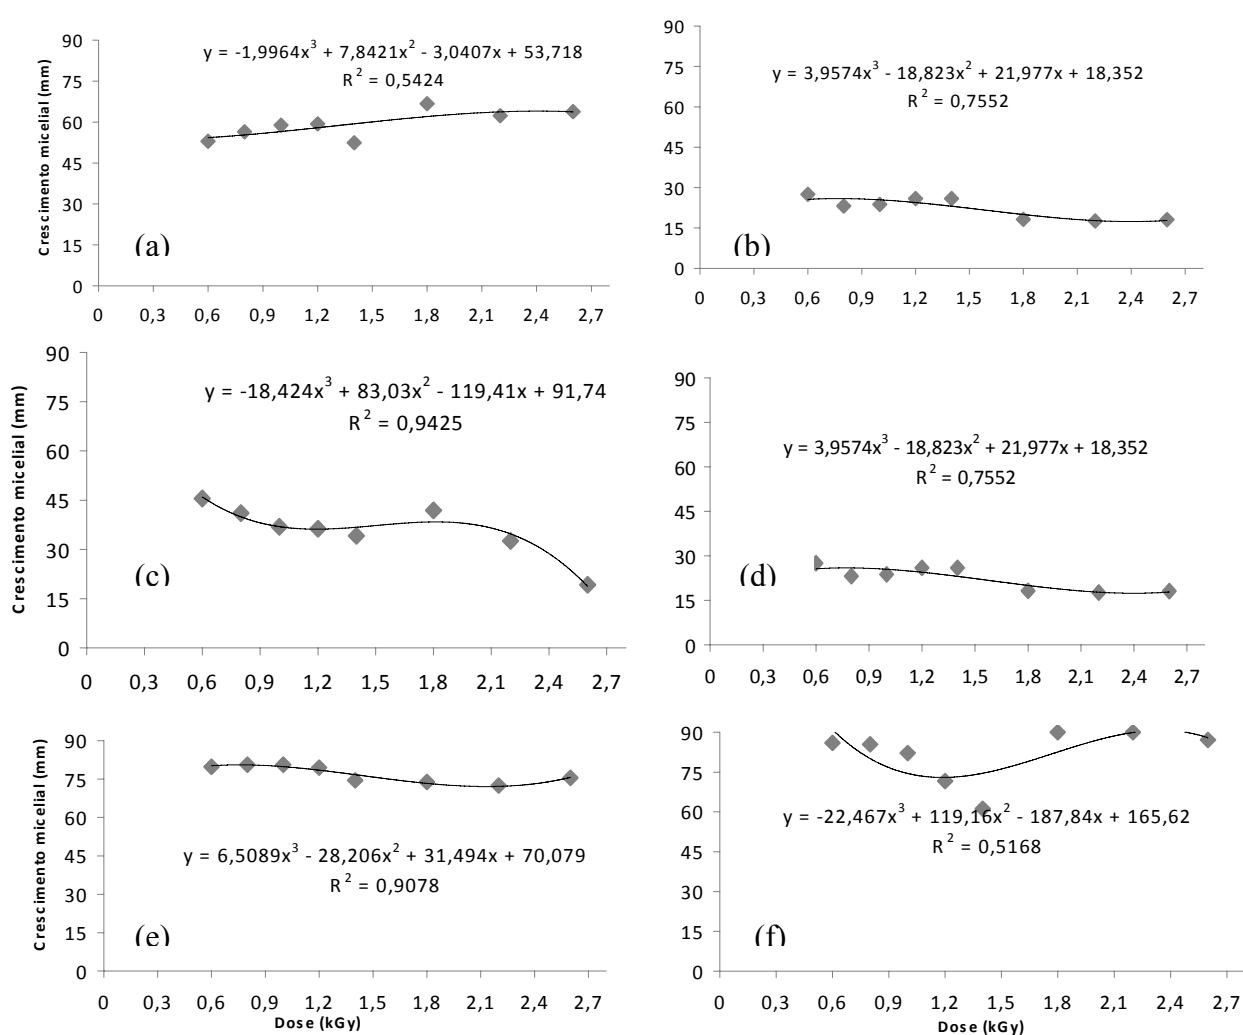 90
y = -1,9964x³ + 7,8421x² - 3,0407x + 53,718
R² = 0,5424
75
60
45
30
15
0
Crescimento micelial (mm)
(a)
0 0,3 0,6 0,9 1,2 1,5 1,8 2,1 2,4 2,7
90
75
y = 3,9574x³ - 18,823x² + 21,977x + 18,352
R² = 0,7552
60
45
30
15
0
(b)
0 0,3 0,6 0,9 1,2 1,5 1,8 2,1 2,4 2,7
90
y = -18,424x³ + 83,03x² - 119,41x + 91,74
R² = 0,9425
75
60
45
30
15
0
Crescimento micelial (mm)
(c)
0 0,3 0,6 0,9 1,2 1,5 1,8 2,1 2,4 2,7
90
75
y = 3,9574x³ - 18,823x² + 21,977x + 18,352
R² = 0,7552
60
45
30
15
0
(d)
0 0,3 0,6 0,9 1,2 1,5 1,8 2,1 2,4 2,7
90
75
60
45
30
15
0
Crescimento micelial (mm)
y = 6,5089x³ - 28,206x² + 31,494x + 70,079
R² = 0,9078
(e)
0 0,3 0,6 0,9 1,2 1,5 1,8 2,1 2,4 2,7
Dose (kGy)
90
75
60
45
30
15
0
y = -22,467x³ + 119,16x² - 187,84x + 165,62
R² = 0,5168
(f)
0 0,3 0,6 0,9 1,2 1,5 1,8 2,1 2,4 2,7
Dose (kGy)